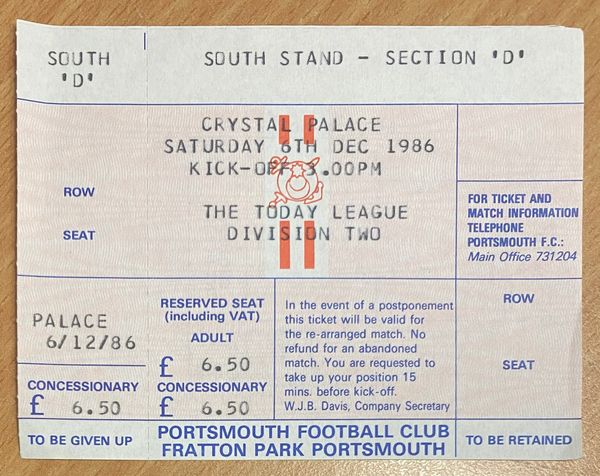 SOUTH
'D'
SOUTH STAND - SECTION 'D'
CRYSTAL PALACE
SATURDAY 6TH DEC 1986
KICK-OFF 3.00PM
THE TODAY LEAGUE
DIVISION TWO
ROW
SEAT
FOR TICKET AND
MATCH INFORMATION
TELEPHONE
PORTSMOUTH F.C.:
Main Office 731204
PALACE
6/12/86
CONCESSIONARY
£ 6.50
RESERVED SEAT
(including VAT)
ADULT
£ 6.50
CONCESSIONARY
£ 6.50
In the event of a postponement
this ticket will be valid for
the re-arranged match. No
refund for an abandoned
match. You are requested to
take up your position 15
mins. before kick-off.
W.J.B. Davis, Company Secretary
ROW
SEAT
TO BE GIVEN UP
PORTSMOUTH FOOTBALL CLUB
FRATTON PARK PORTSMOUTH
TO BE RETAINED